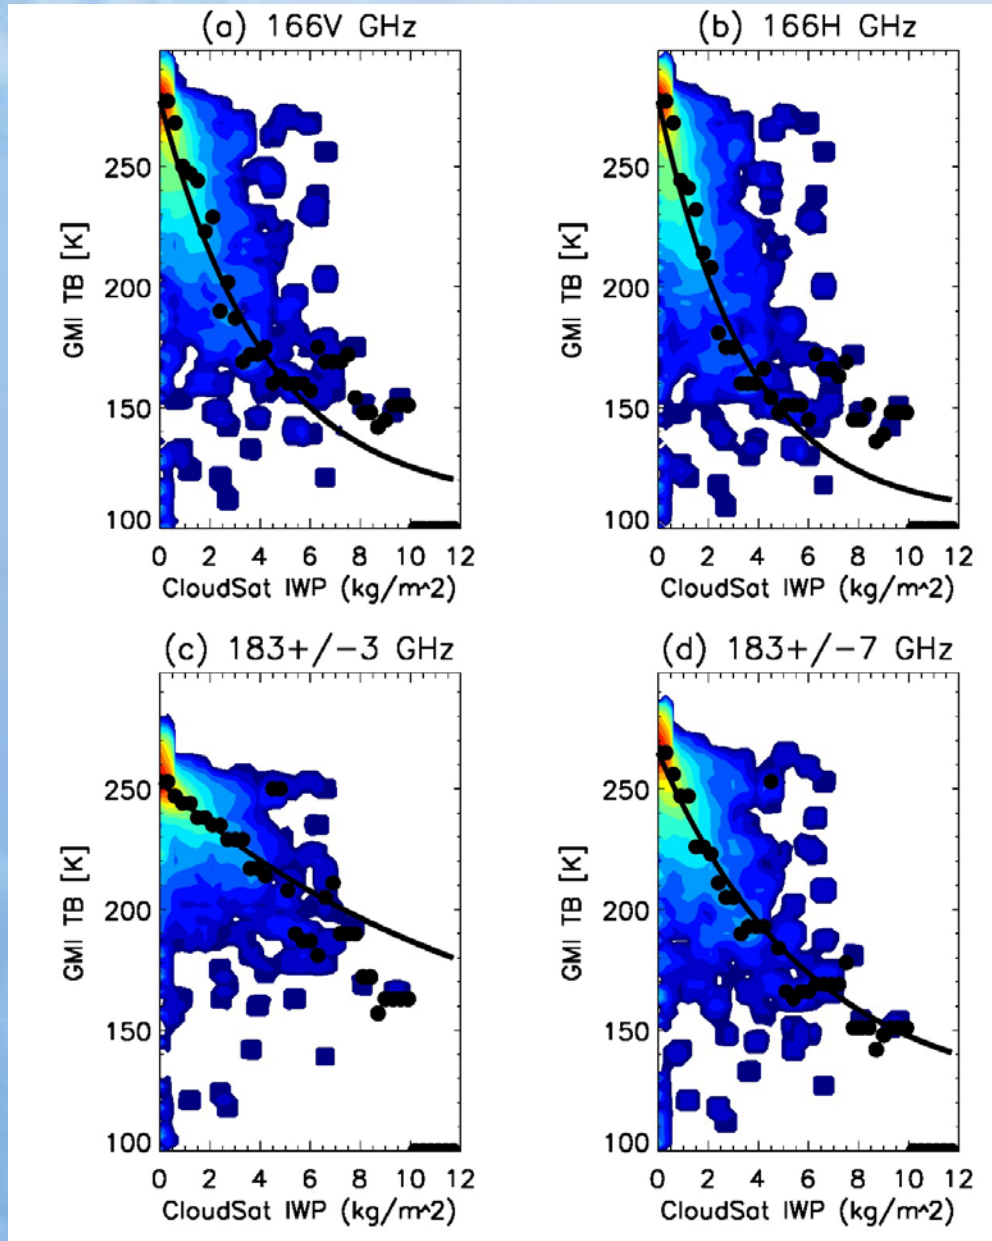 (a) 166V GHz
(b) 166H GHz
GMI TB [K]
250
200
150
100
0 2 4 6 8 10 12
CloudSat IWP (kg/m^2)
GMI TB [K]
250
200
150
100
0 2 4 6 8 10 12
CloudSat IWP (kg/m^2)
(c) 183+/-3 GHz
(d) 183+/-7 GHz
GMI TB [K]
250
200
150
100
0 2 4 6 8 10 12
CloudSat IWP (kg/m^2)
GMI TB [K]
250
200
150
100
0 2 4 6 8 10 12
CloudSat IWP (kg/m^2)